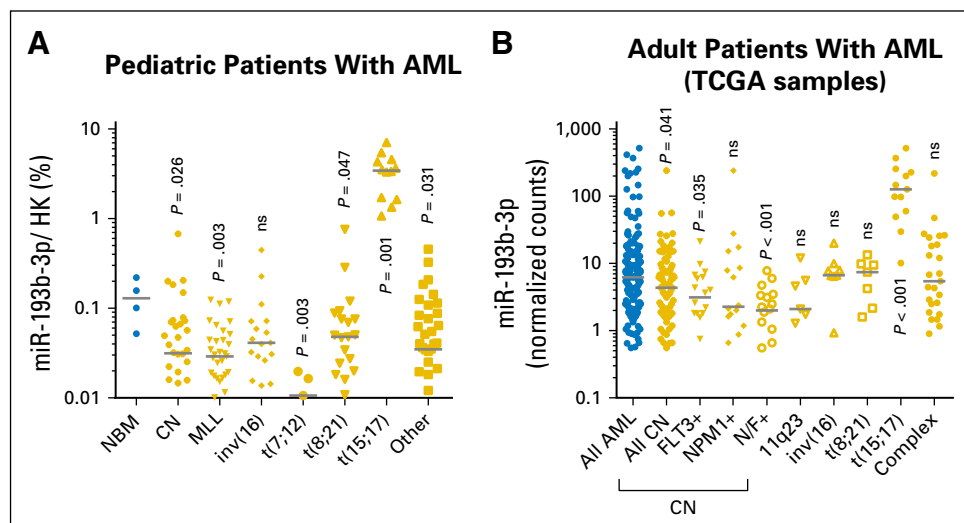 A
Pediatric Patients With AML
miR-193b-3p/ HK (%)
10
1
0.1
0.01
P = .026
P = .003
ns
P = .003
P = .047
P = .001
P = .031
NBM
CN
MLL
inv(16)
t(7;12)
t(8;21)
t(15;17)
Other
B
Adult Patients With AML
(TCGA samples)
miR-193b-3p
(normalized counts)
1,000
100
10
1
0.1
P = .041
P = .035
ns
P < .001
ns
ns
ns
P < .001
ns
All AML
All CN
FLT3+
NPM1+
N/F+
11q23
inv(16)
t(8;21)
t(15;17)
Complex
CN